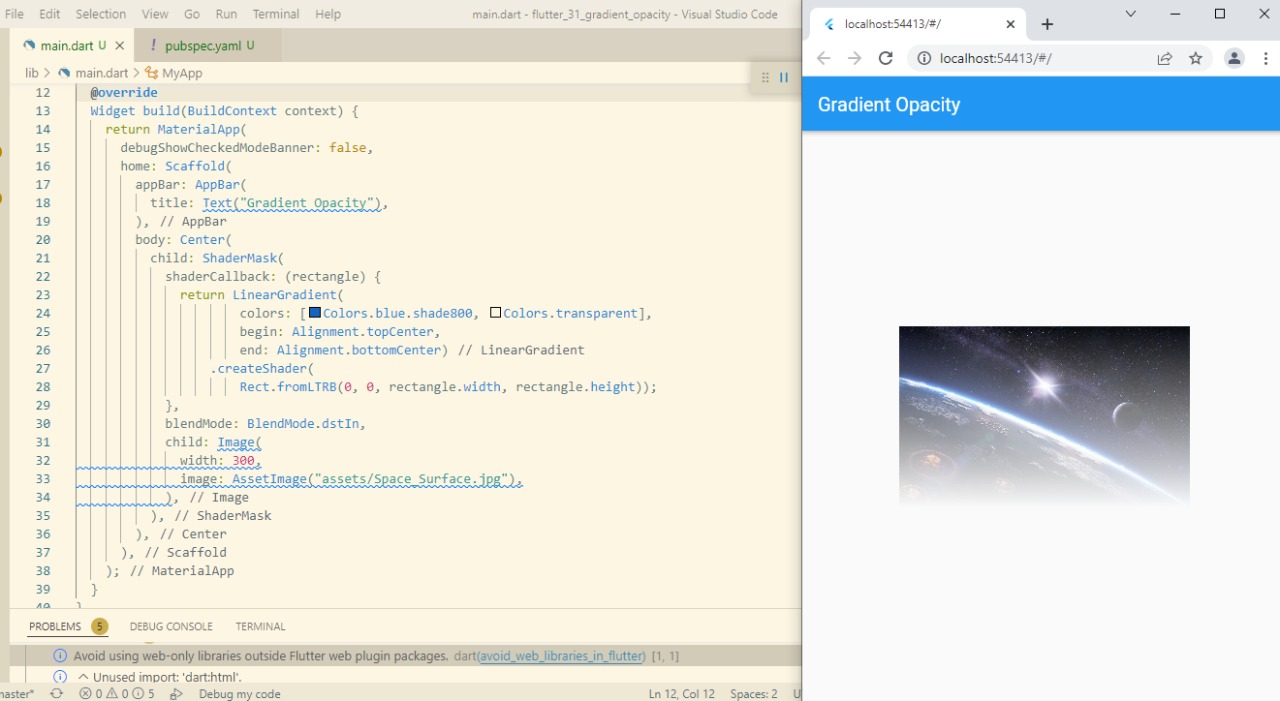 File Edit Selection View Go Run Terminal Help main.dart - flutter_31_gradient_opacity - Visual Studio Code
main.dart U pubspec.yaml U
lib > main.dart > MyApp
12 @override
13 Widget build(BuildContext context) {
14 return MaterialApp(
15 debugShowCheckedModeBanner: false,
16 home: Scaffold(
17 appBar: AppBar(
18 title: Text("Gradient Opacity"),
19 ), // AppBar
20 body: Center(
21 child: ShaderMask(
22 shaderCallback: (rectangle) {
23 return LinearGradient(
24 colors: [Colors.blue.shade800, Colors.transparent],
25 begin: Alignment.topCenter,
26 end: Alignment.bottomCenter) // LinearGradient
27 .createShader(
28 Rect.fromLTRB(0, 0, rectangle.width, rectangle.height));
29 },
30 blendMode: BlendMode.dstIn,
31 child: Image(
32 width: 300,
33 image: AssetImage("assets/Space_Surface.jpg"),
34 ), // Image
35 ), // ShaderMask
36 ), // Center
37 ), // Scaffold
38 ); // MaterialApp
39 }
40 }
PROBLEMS 5 DEBUG CONSOLE TERMINAL
Avoid using web-only libraries outside Flutter web plugin packages. dart(avoid_web_libraries_in_flutter) [1, 1]
Unused import: 'dart:html'.
master* 0 0 5 Debug my code Ln 12, Col 12 Spaces: 2
localhost:54413/#/
localhost:54413/#/
Gradient Opacity